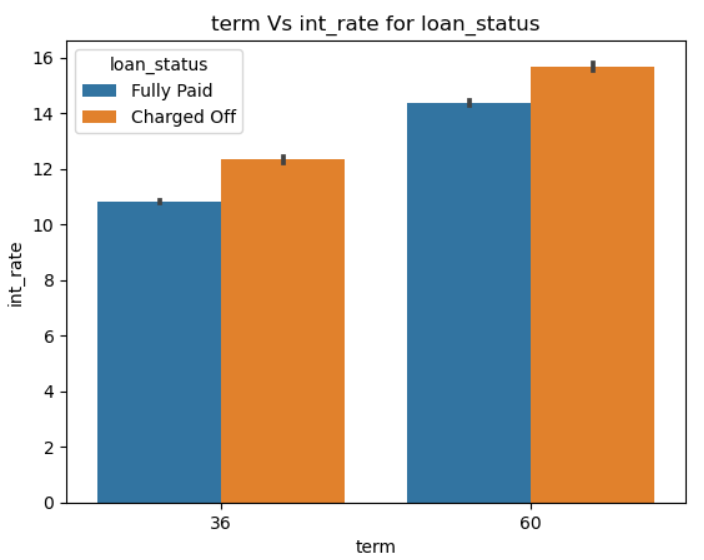 term Vs int_rate for loan_status
loan_status
Fully Paid
Charged Off
int_rate
16
14
12
10
8
6
4
2
0
36 60
term